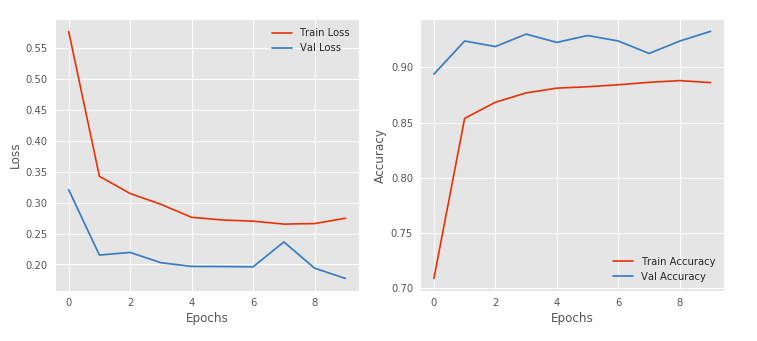 Train Loss
Val Loss
0.55
0.50
0.45
0.40
0.35
0.30
0.25
0.20
Loss
0 2 4 6 8
Epochs
0.90
0.85
0.80
0.75
0.70
Accuracy
Train Accuracy
Val Accuracy
0 2 4 6 8
Epochs